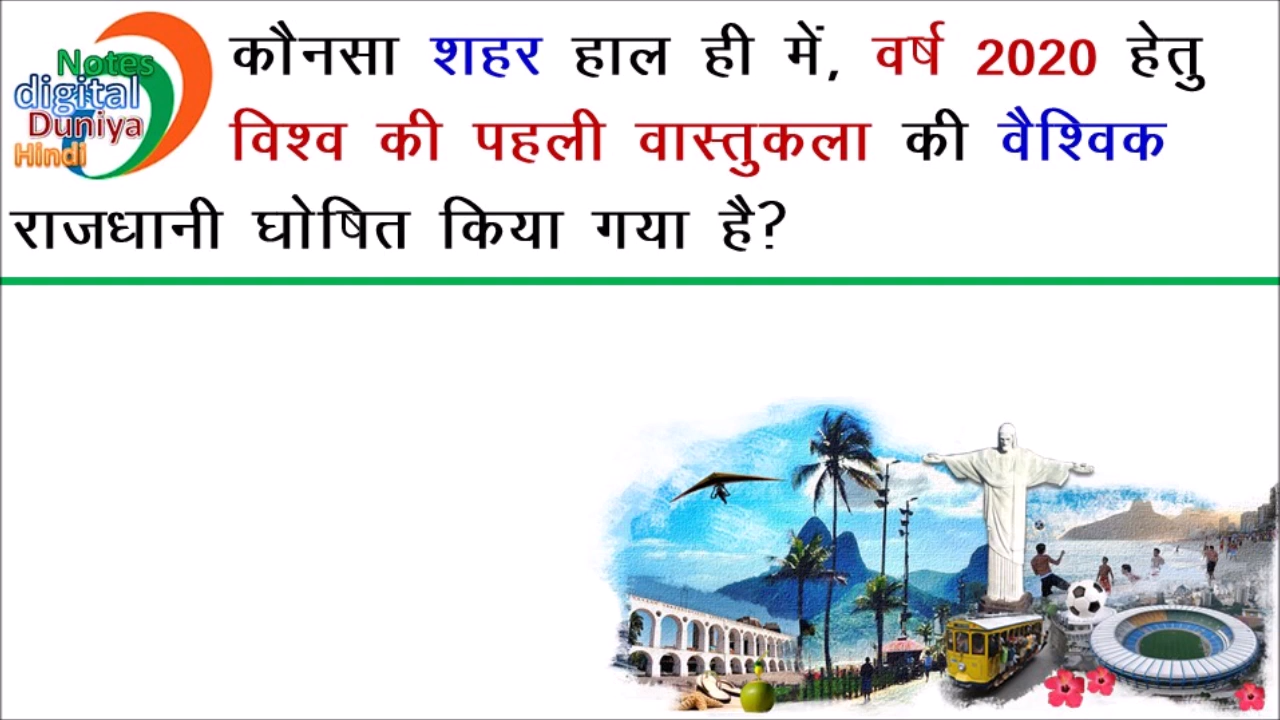 Notes
digital
Duniya
Hindi
कौनसा शहर हाल ही में, वर्ष 2020 हेतु
विश्व की पहली वास्तुकला की वैश्विक
राजधानी घोषित किया गया है?